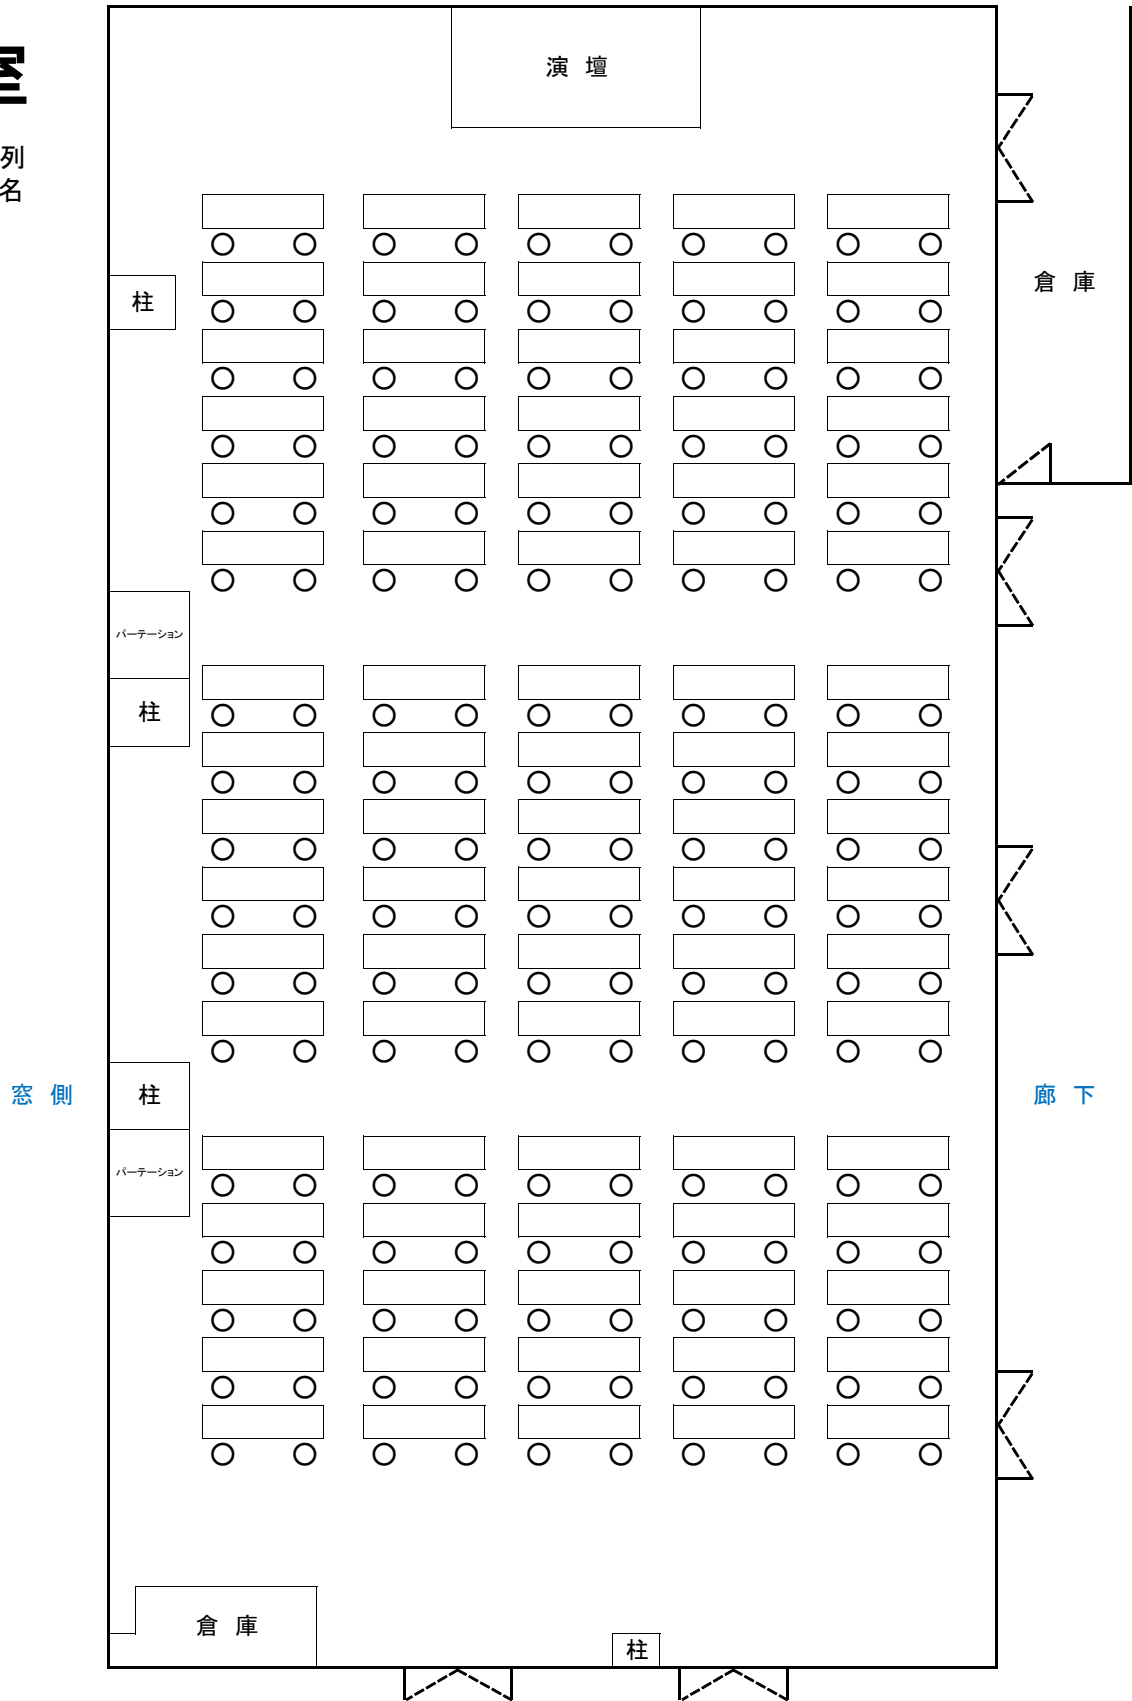 室
演 壇
列
名
倉 庫
柱
パーテーション
柱
窓 側
柱
廊 下
パーテーション
倉 庫
柱